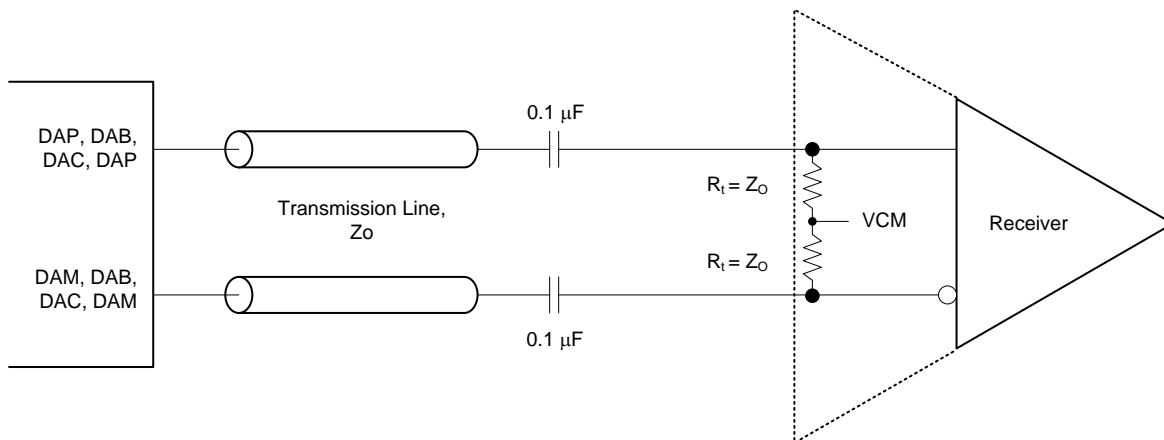 DAP, DAB,
DAC, DAP
DAM, DAB,
DAC, DAM
Transmission Line,
Zo
0.1 μF
0.1 μF
Rt = ZO
Rt = ZO
VCM
Receiver